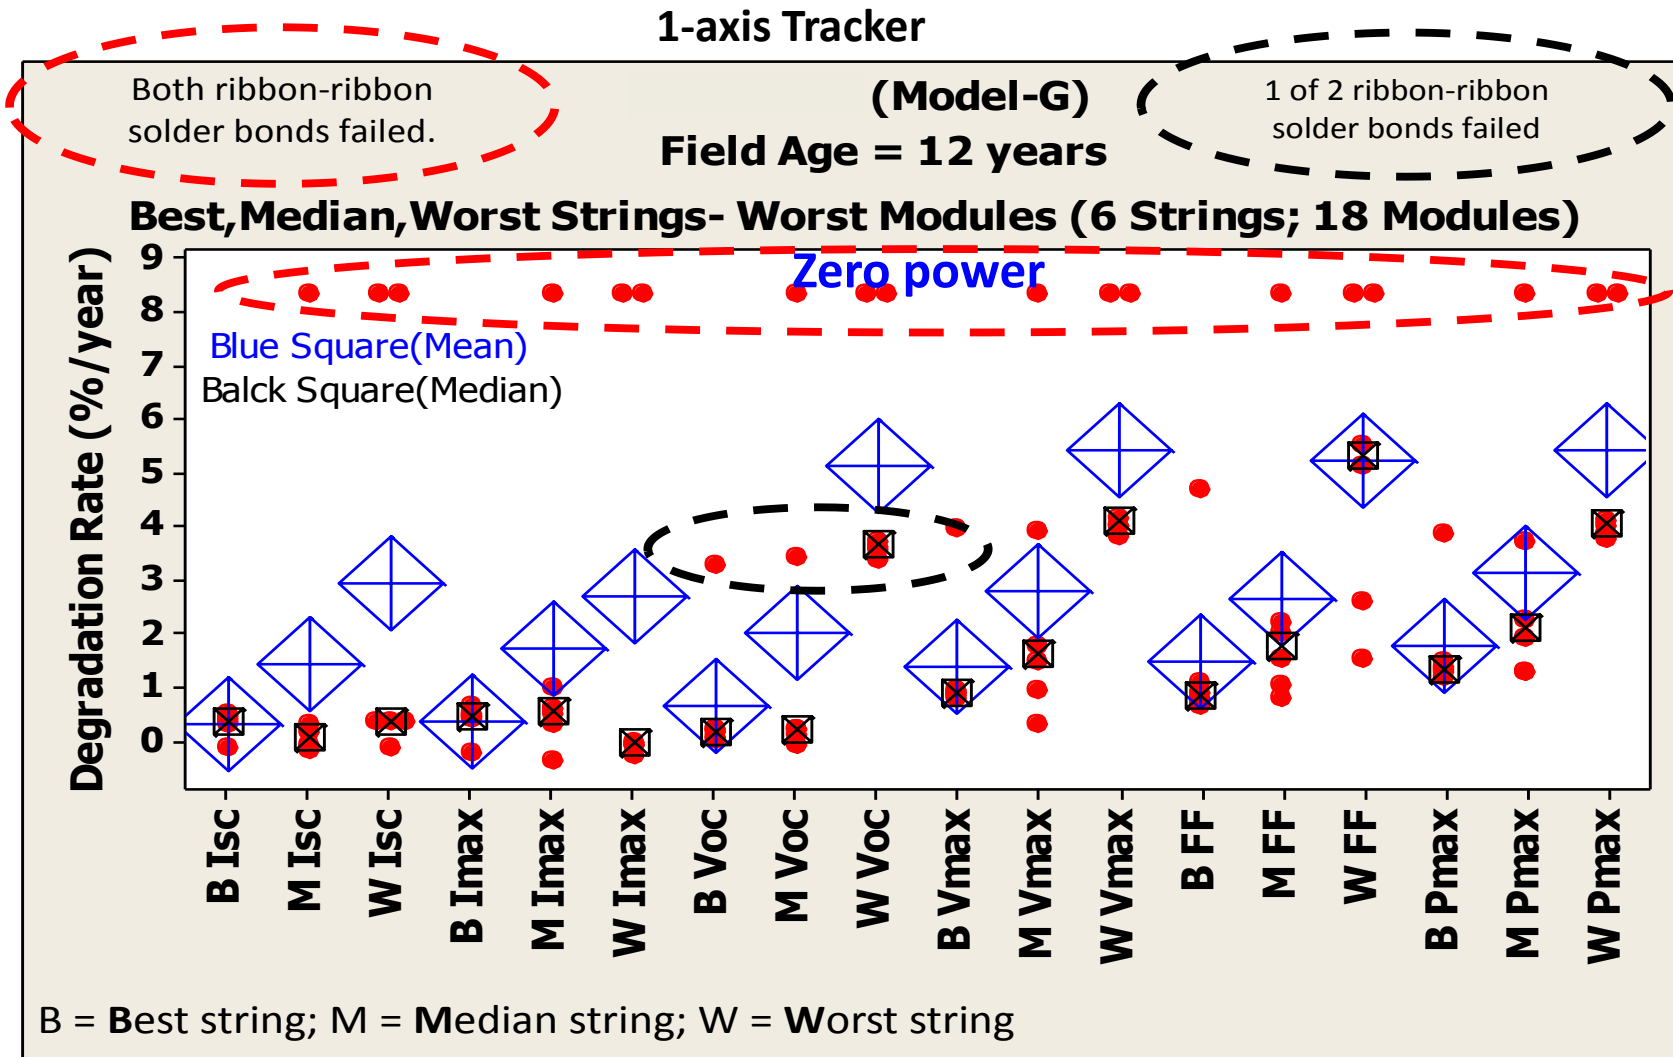 1-axis Tracker
Both ribbon-ribbon
solder bonds failed.
(Model-G)
Field Age = 12 years
1 of 2 ribbon-ribbon
solder bonds failed
Best,Median,Worst Strings- Worst Modules (6 Strings; 18 Modules)
Zero power
Blue Square(Mean)
Balck Square(Median)
Degradation Rate (%/year)
9
8
7
6
5
4
3
2
1
0
B Isc
M Isc
W Isc
B Imax
M Imax
W Imax
B Voc
M Voc
W Voc
B Vmax
M Vmax
W Vmax
B FF
M FF
W FF
B Pmax
M Pmax
W Pmax
B = Best string; M = Median string; W = Worst string